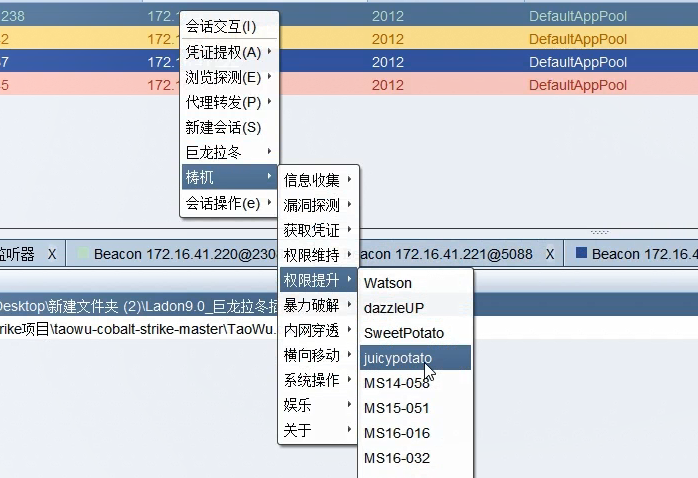 238 172.1 2012 DefaultAppPool
2 172. 2012 DefaultAppPool
7 172. 2012 DefaultAppPool
5 172. 2012 DefaultAppPool
会话交互(I)
凭证提权(A)
浏览探测(E)
代理转发(P)
新建会话(S)
巨龙拉冬
梼杌
会话操作(e)
信息收集
漏洞探测
获取凭证
权限维持
权限提升
暴力破解
内网穿透
横向移动
系统操作
娱乐
关于
Watson
dazzleUP
SweetPotato
juicypotato
MS14-058
MS15-051
MS16-016
MS16-032
监听器 X Beacon 172.16.41.220@230 acon 172.16.41.221@5088 X Beacon 172.16.4
Desktop\新建文件夹 (2)\Ladon9.0_巨龙拉冬插
rike项目\taowu-cobalt-strike-master\TaoWu.